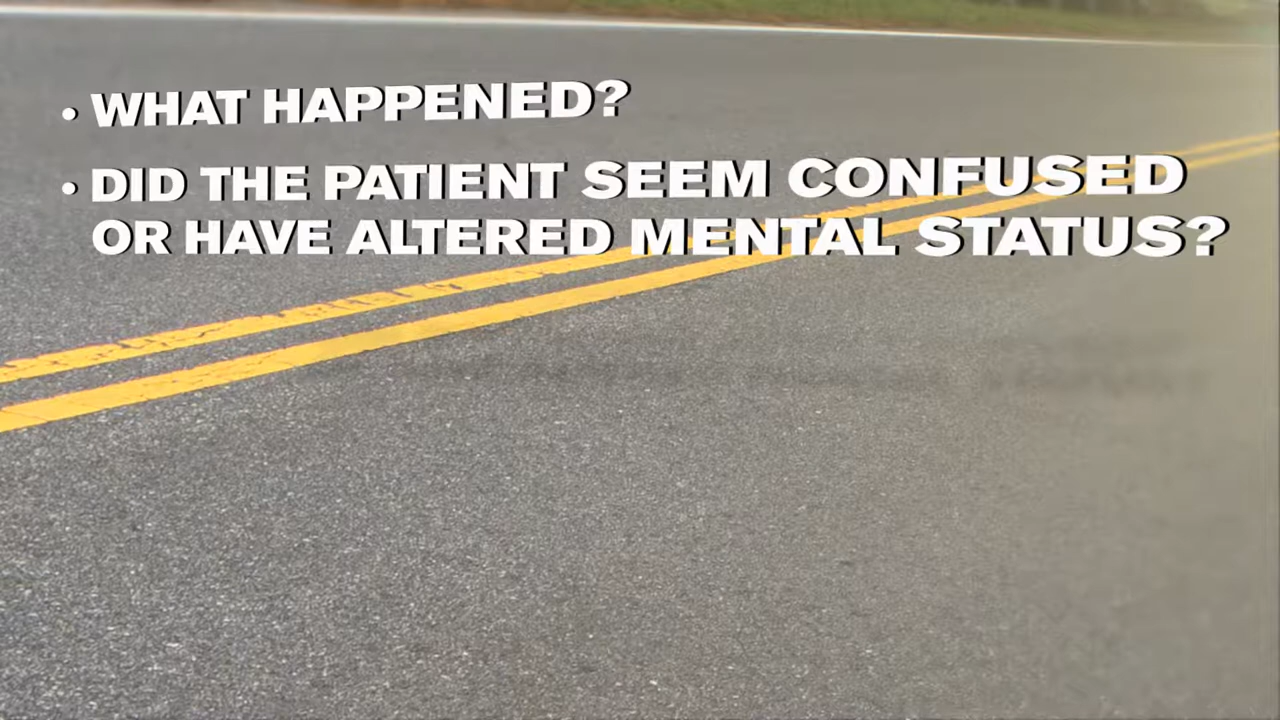 • WHAT HAPPENED?
• DID THE PATIENT SEEM CONFUSED
OR HAVE ALTERED MENTAL STATUS?